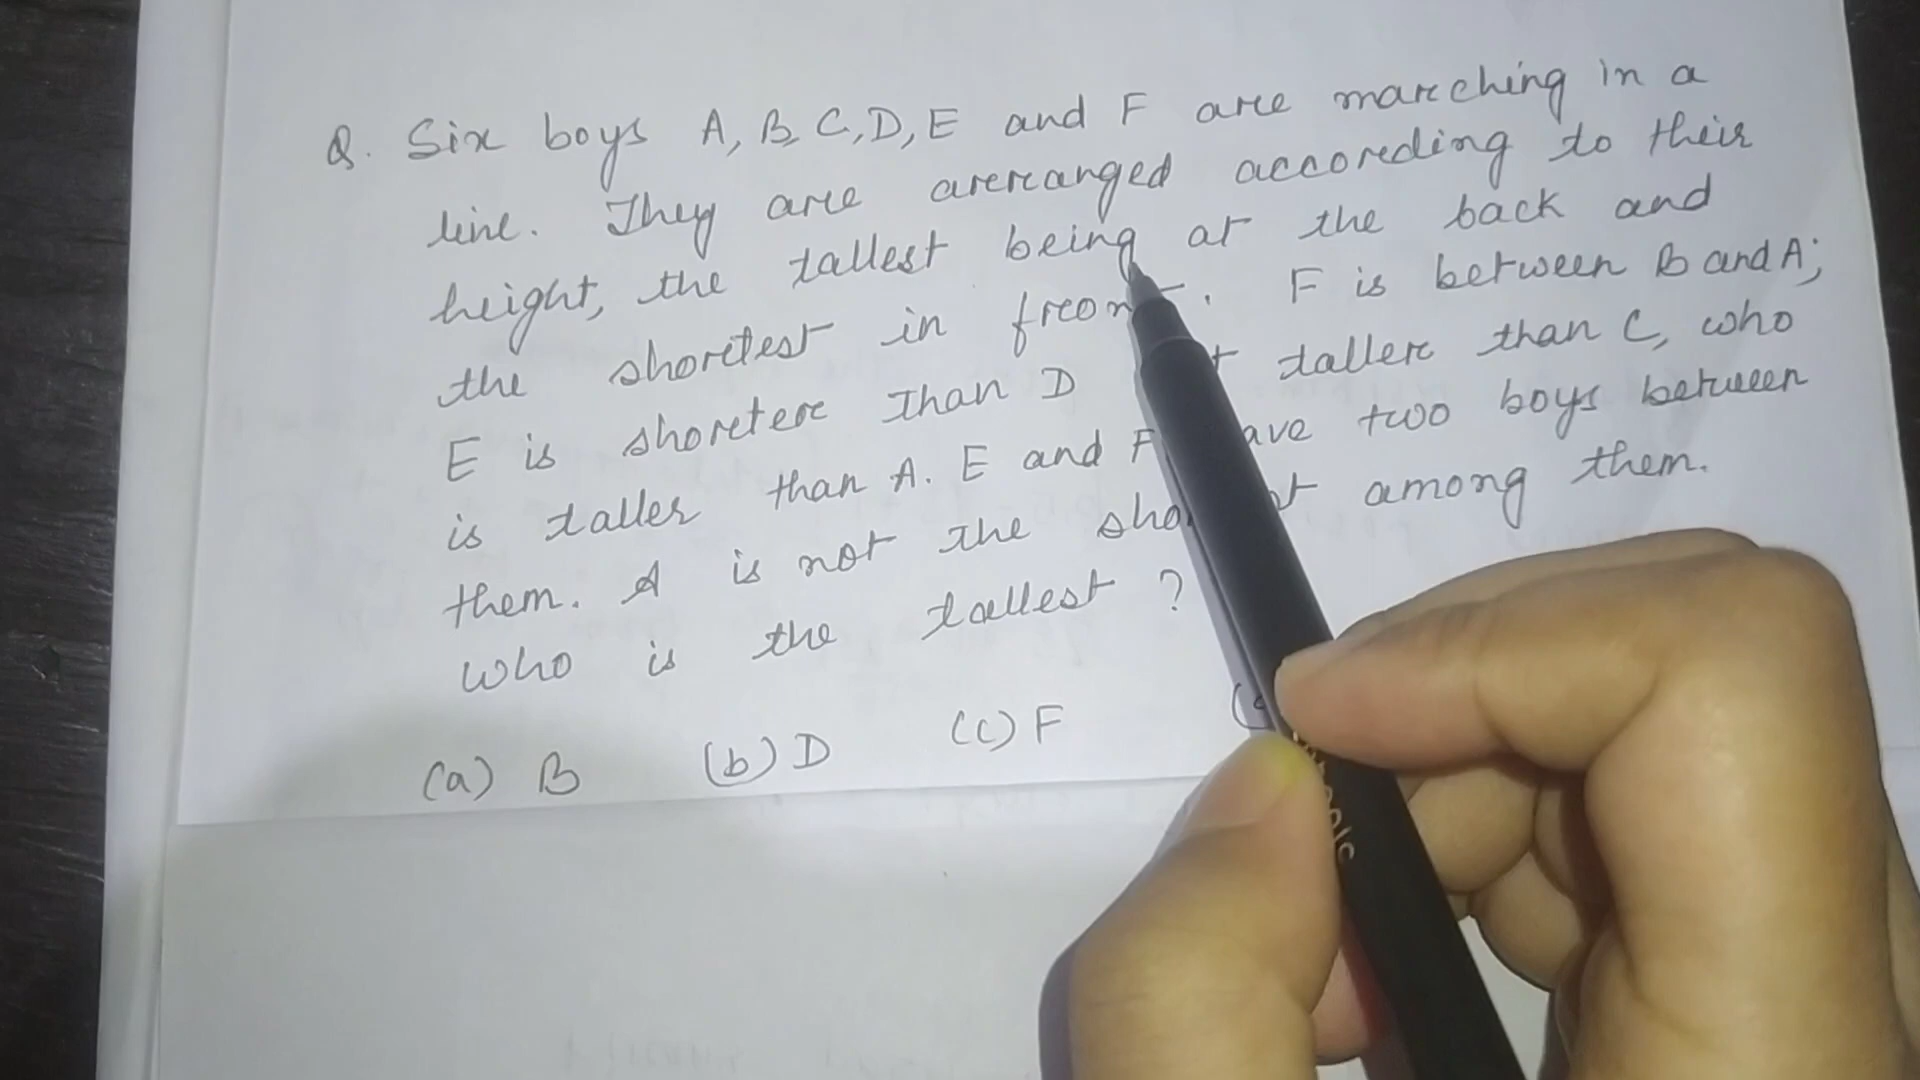 Q. Six boys A, B, C, D, E and F are marching in a
line. They are arranged according to their
height, the tallest being at the back and
the shortest in front. F is between B and A;
E is shorter than D taller than C, who
is taller than A. E and F have two boys between
them. A is not the shortest among them.
Who is the tallest ?
(a) B (b) D (c) F